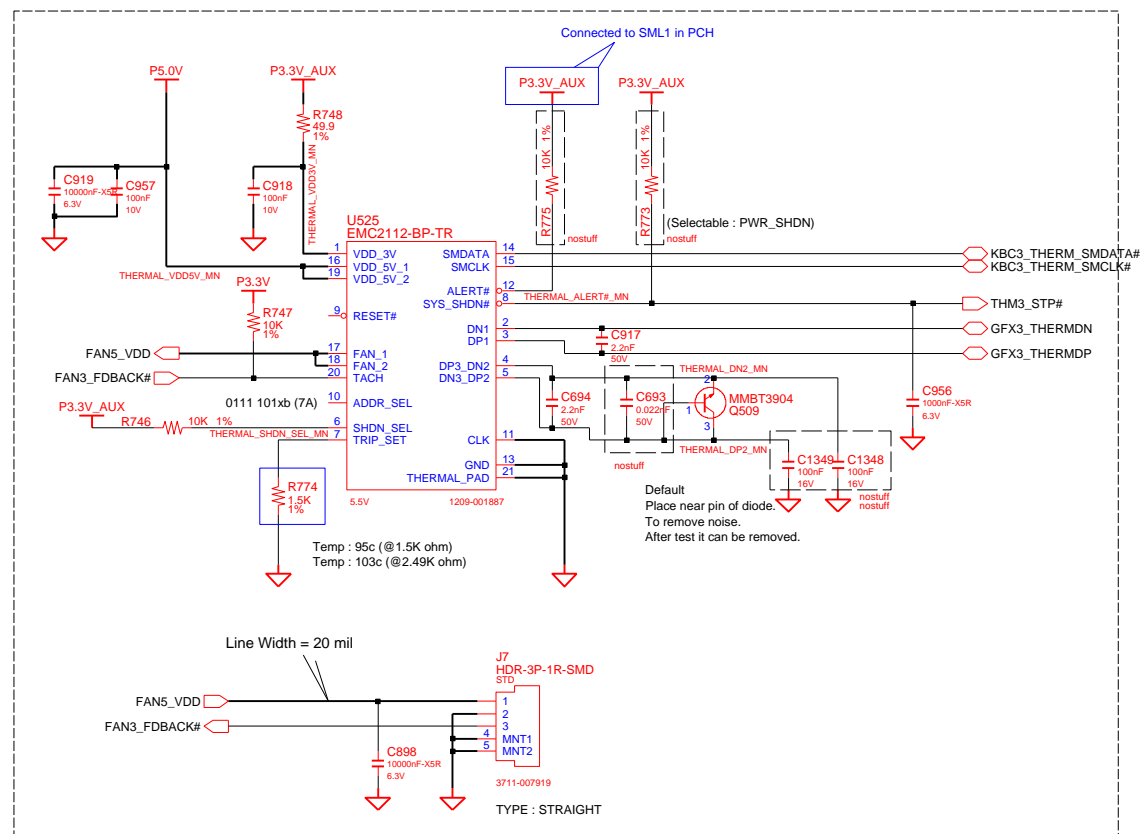 Connected to SML1 in PCH
P5.0V
P3.3V_AUX
P3.3V_AUX
P3.3V_AUX
R748
49.9
1%
10K 1%
10K 1%
THERMAL_VDD3V_MN
C919
10000nF-X5R
6.3V
C957
100nF
10V
C918
100nF
10V
R775
nostuff
R773
nostuff
(Selectable : PWR_SHDN)
U525
EMC2112-BP-TR
1 VDD_3V
16 VDD_5V_1
19 VDD_5V_2
THERMAL_VDD5V_MN
SMDATA 14
SMCLK 15
KBC3_THERM_SMDATA#
KBC3_THERM_SMCLK#
P3.3V
ALERT# 12
SYS_SHDN# 8
THERMAL_ALERT#_MN
THM3_STP#
R747
10K
1%
9 RESET#
DN1 2
DP1 3
C917
2.2nF
50V
GFX3_THERMDN
GFX3_THERMDP
FAN5_VDD
17 FAN_1
18 FAN_2
FAN3_FDBACK#
20 TACH
DP3_DN2 4
DN3_DP2 5
THERMAL_DN2_MN
0111 101xb (7A)
10 ADDR_SEL
C694
2.2nF
50V
C693
0.022nF
50V
nostuff
1
2
3
MMBT3904
Q509
C956
1000nF-X5R
6.3V
P3.3V_AUX
R746
10K 1%
THERMAL_SHDN_SEL_MN
6 SHDN_SEL
7 TRIP_SET
CLK 11
GND 13
THERMAL_PAD 21
THERMAL_DP2_MN
C1349
100nF
16V
C1348
100nF
16V
nostuff
nostuff
R774
1.5K
1%
5.5V
1209-001887
Default
Place near pin of diode.
To remove noise.
After test it can be removed.
Temp : 95c (@1.5K ohm)
Temp : 103c (@2.49K ohm)
Line Width = 20 mil
J7
HDR-3P-1R-SMD
STD
FAN5_VDD
FAN3_FDBACK#
1
2
3
4 MNT1
5 MNT2
1
2
3
C898
10000nF-X5R
6.3V
3711-007919
TYPE : STRAIGHT